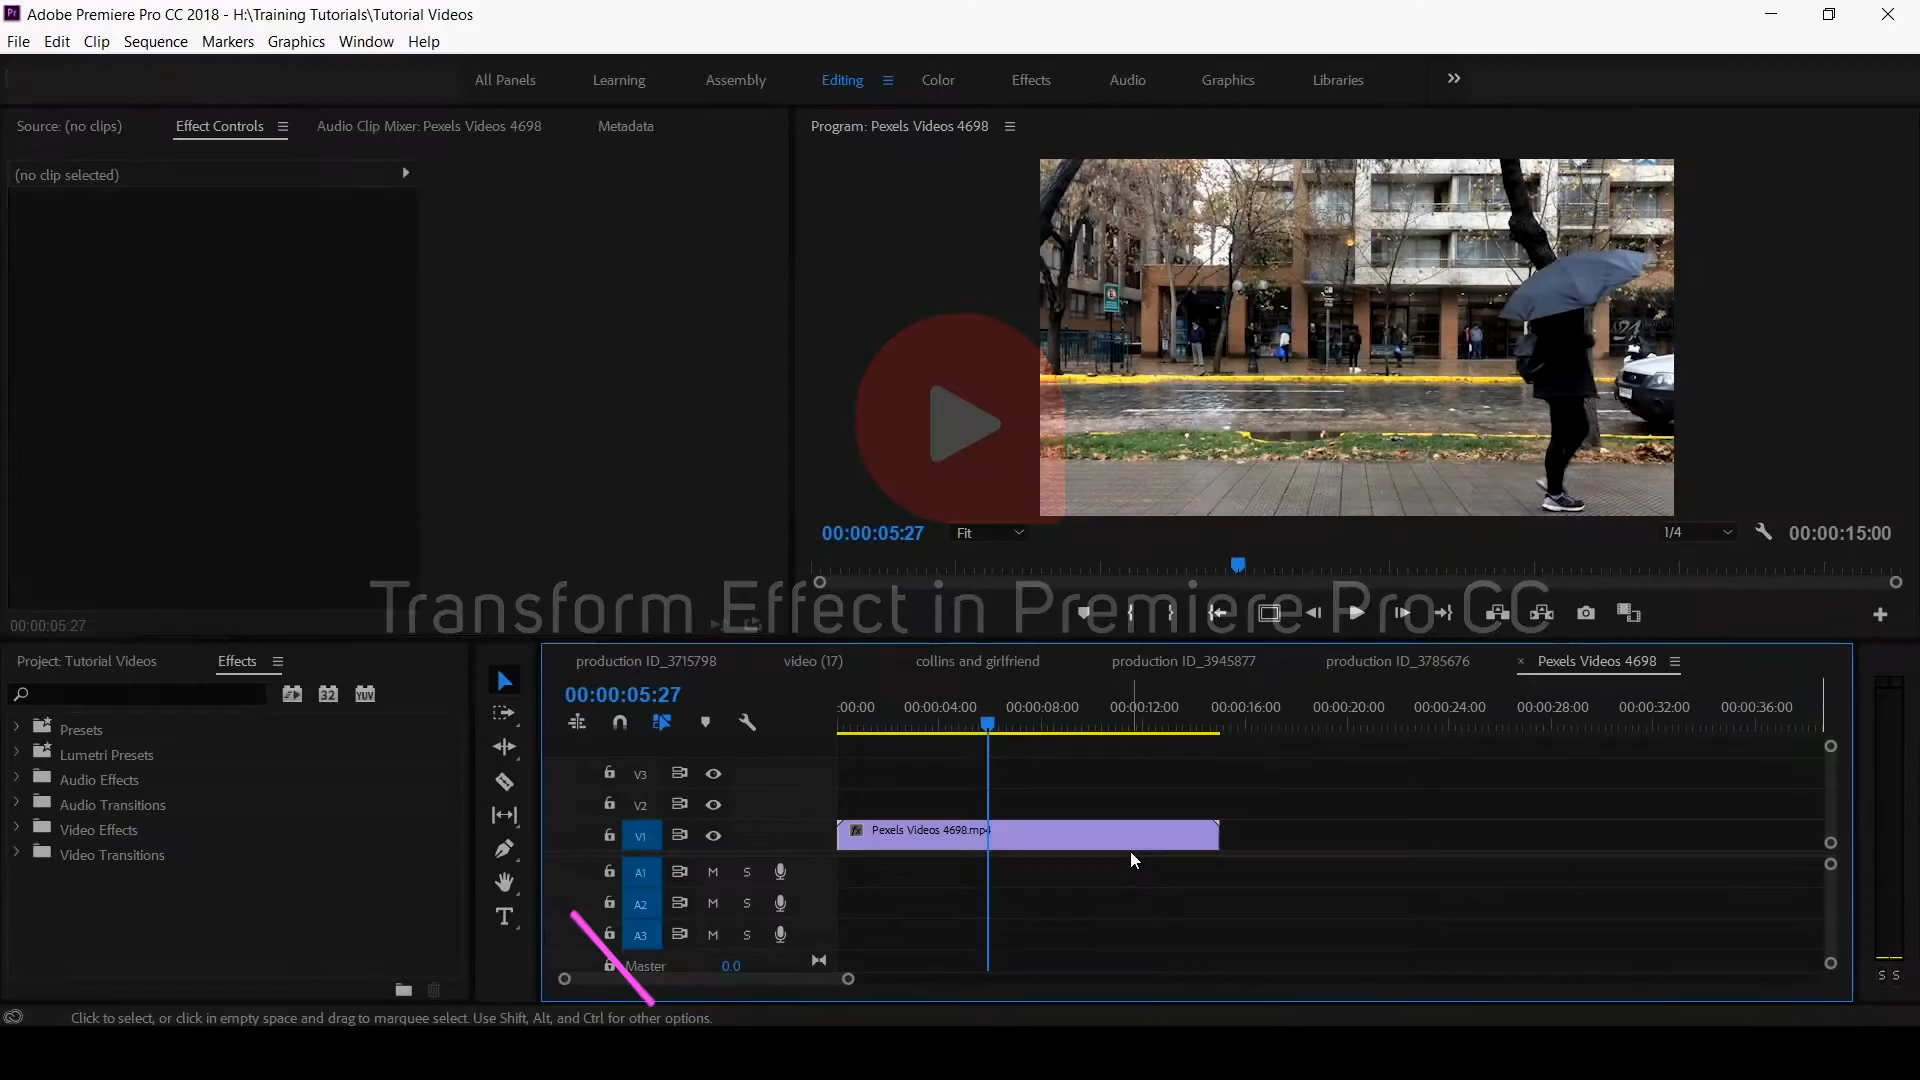 Adobe Premiere Pro CC 2018 - H:\Training Tutorials\Tutorial Videos
File Edit Clip Sequence Markers Graphics Window Help
All Panels Learning Assembly Editing Color Effects Audio Graphics Libraries
Source: (no clips) Effect Controls Audio Clip Mixer: Pexels Videos 4698 Metadata
Program: Pexels Videos 4698
(no clip selected)
00:00:05:27 Fit 1/4 00:00:15:00
Transform Effect in Premiere Pro CC
00:00:05:27
Project: Tutorial Videos Effects
production ID_3715798 video (17) collins and girlfriend production ID_3945877 production ID_3785676 × Pexels Videos 4698
00:00:05:27
32 YUV
:00:00 00:00:04:00 00:00:08:00 00:00:12:00 00:00:16:00 00:00:20:00 00:00:24:00 00:00:28:00 00:00:32:00 00:00:36:00
Presets
Lumetri Presets
Audio Effects
Audio Transitions
Video Effects
Video Transitions
V3
V2
V1 fx Pexels Videos 4698.mp4
A1 M S
A2 M S
A3 M S
Master 0.0
S S
Click to select, or click in empty space and drag to marquee select. Use Shift, Alt, and Ctrl for other options.